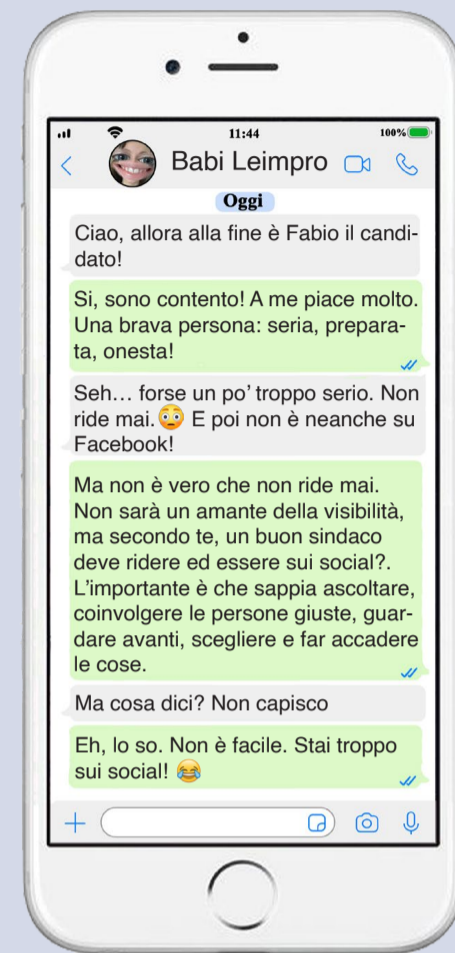 11:44
100%
Babi Leimpro
Oggi
Ciao, allora alla fine è Fabio il candi-
dato!
Si, sono contento! A me piace molto.
Una brava persona: seria, prepara-
ta, onesta!
Seh… forse un po’ troppo serio. Non
ride mai.😳 E poi non è neanche su
Facebook!
Ma non è vero che non ride mai.
Non sarà un amante della visibilità,
ma secondo te, un buon sindaco
deve ridere ed essere sui social?.
L’importante è che sappia ascoltare,
coinvolgere le persone giuste, guar-
dare avanti, scegliere e far accadere
le cose.
Ma cosa dici? Non capisco
Eh, lo so. Non è facile. Stai troppo
sui social! 😂